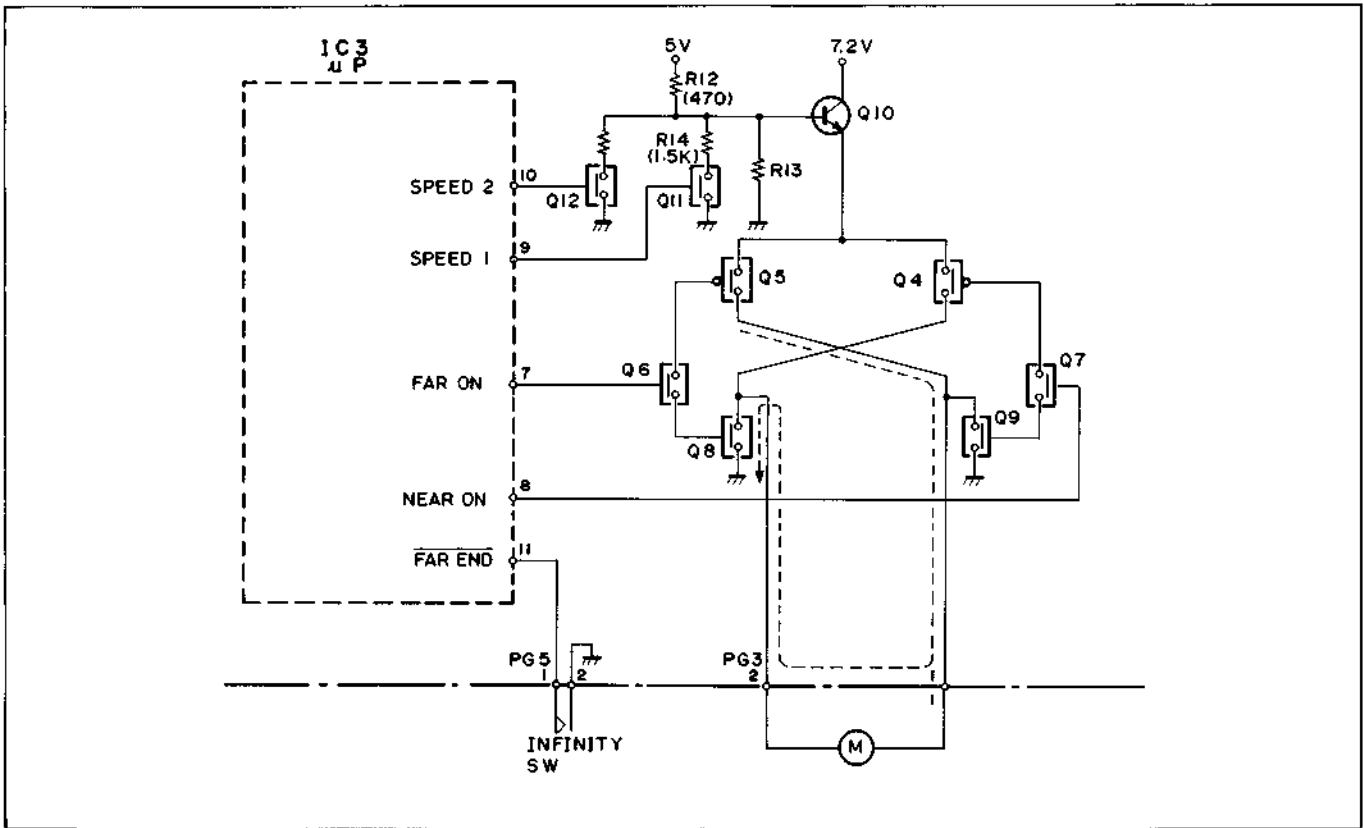 IC3
μP
5V
7.2V
R12
(470)
Q10
R14
(1.5K)
R13
SPEED 2
10
Q12
Q11
SPEED 1
9
Q5
Q4
FAR ON
7
Q6
Q7
Q8
Q9
NEAR ON
8
FAR END
11
PG5
1
2
PG3
2
INFINITY
SW
M